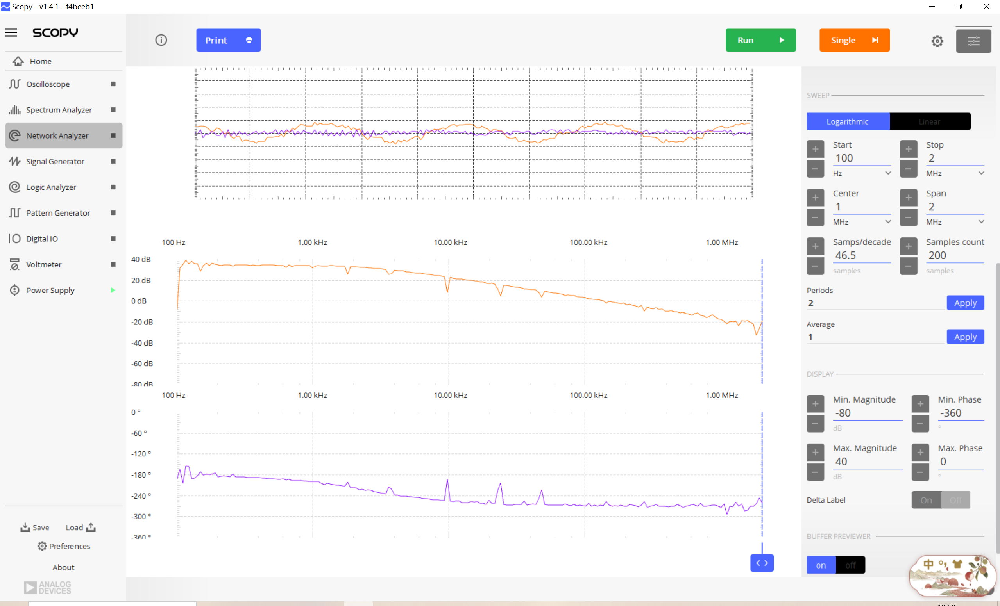 Scopy - v1.4.1 - f4beeb1
SCOPY
Print
Run
Single
Home
Oscilloscope
Spectrum Analyzer
Network Analyzer
Signal Generator
Logic Analyzer
Pattern Generator
Digital IO
Voltmeter
Power Supply
Save
Load
Preferences
About
ANALOG
DEVICES
100 Hz 1.00 kHz 10.00 kHz 100.00 kHz 1.00 MHz
40 dB
20 dB
0 dB
-20 dB
-40 dB
-60 dB
-80 dB
100 Hz 1.00 kHz 10.00 kHz 100.00 kHz 1.00 MHz
0 °
-60 °
-120 °
-180 °
-240 °
-300 °
-360 °
SWEEP
Logarithmic Linear
Start Stop
100 2
Hz MHz
Center Span
1 2
MHz MHz
Samps/decade Samples count
46.5 200
samples samples
Periods
2 Apply
Average
1 Apply
DISPLAY
Min. Magnitude Min. Phase
-80 -360
dB °
Max. Magnitude Max. Phase
40 0
dB °
Delta Label On Off
BUFFER PREVIEWER
on off
中